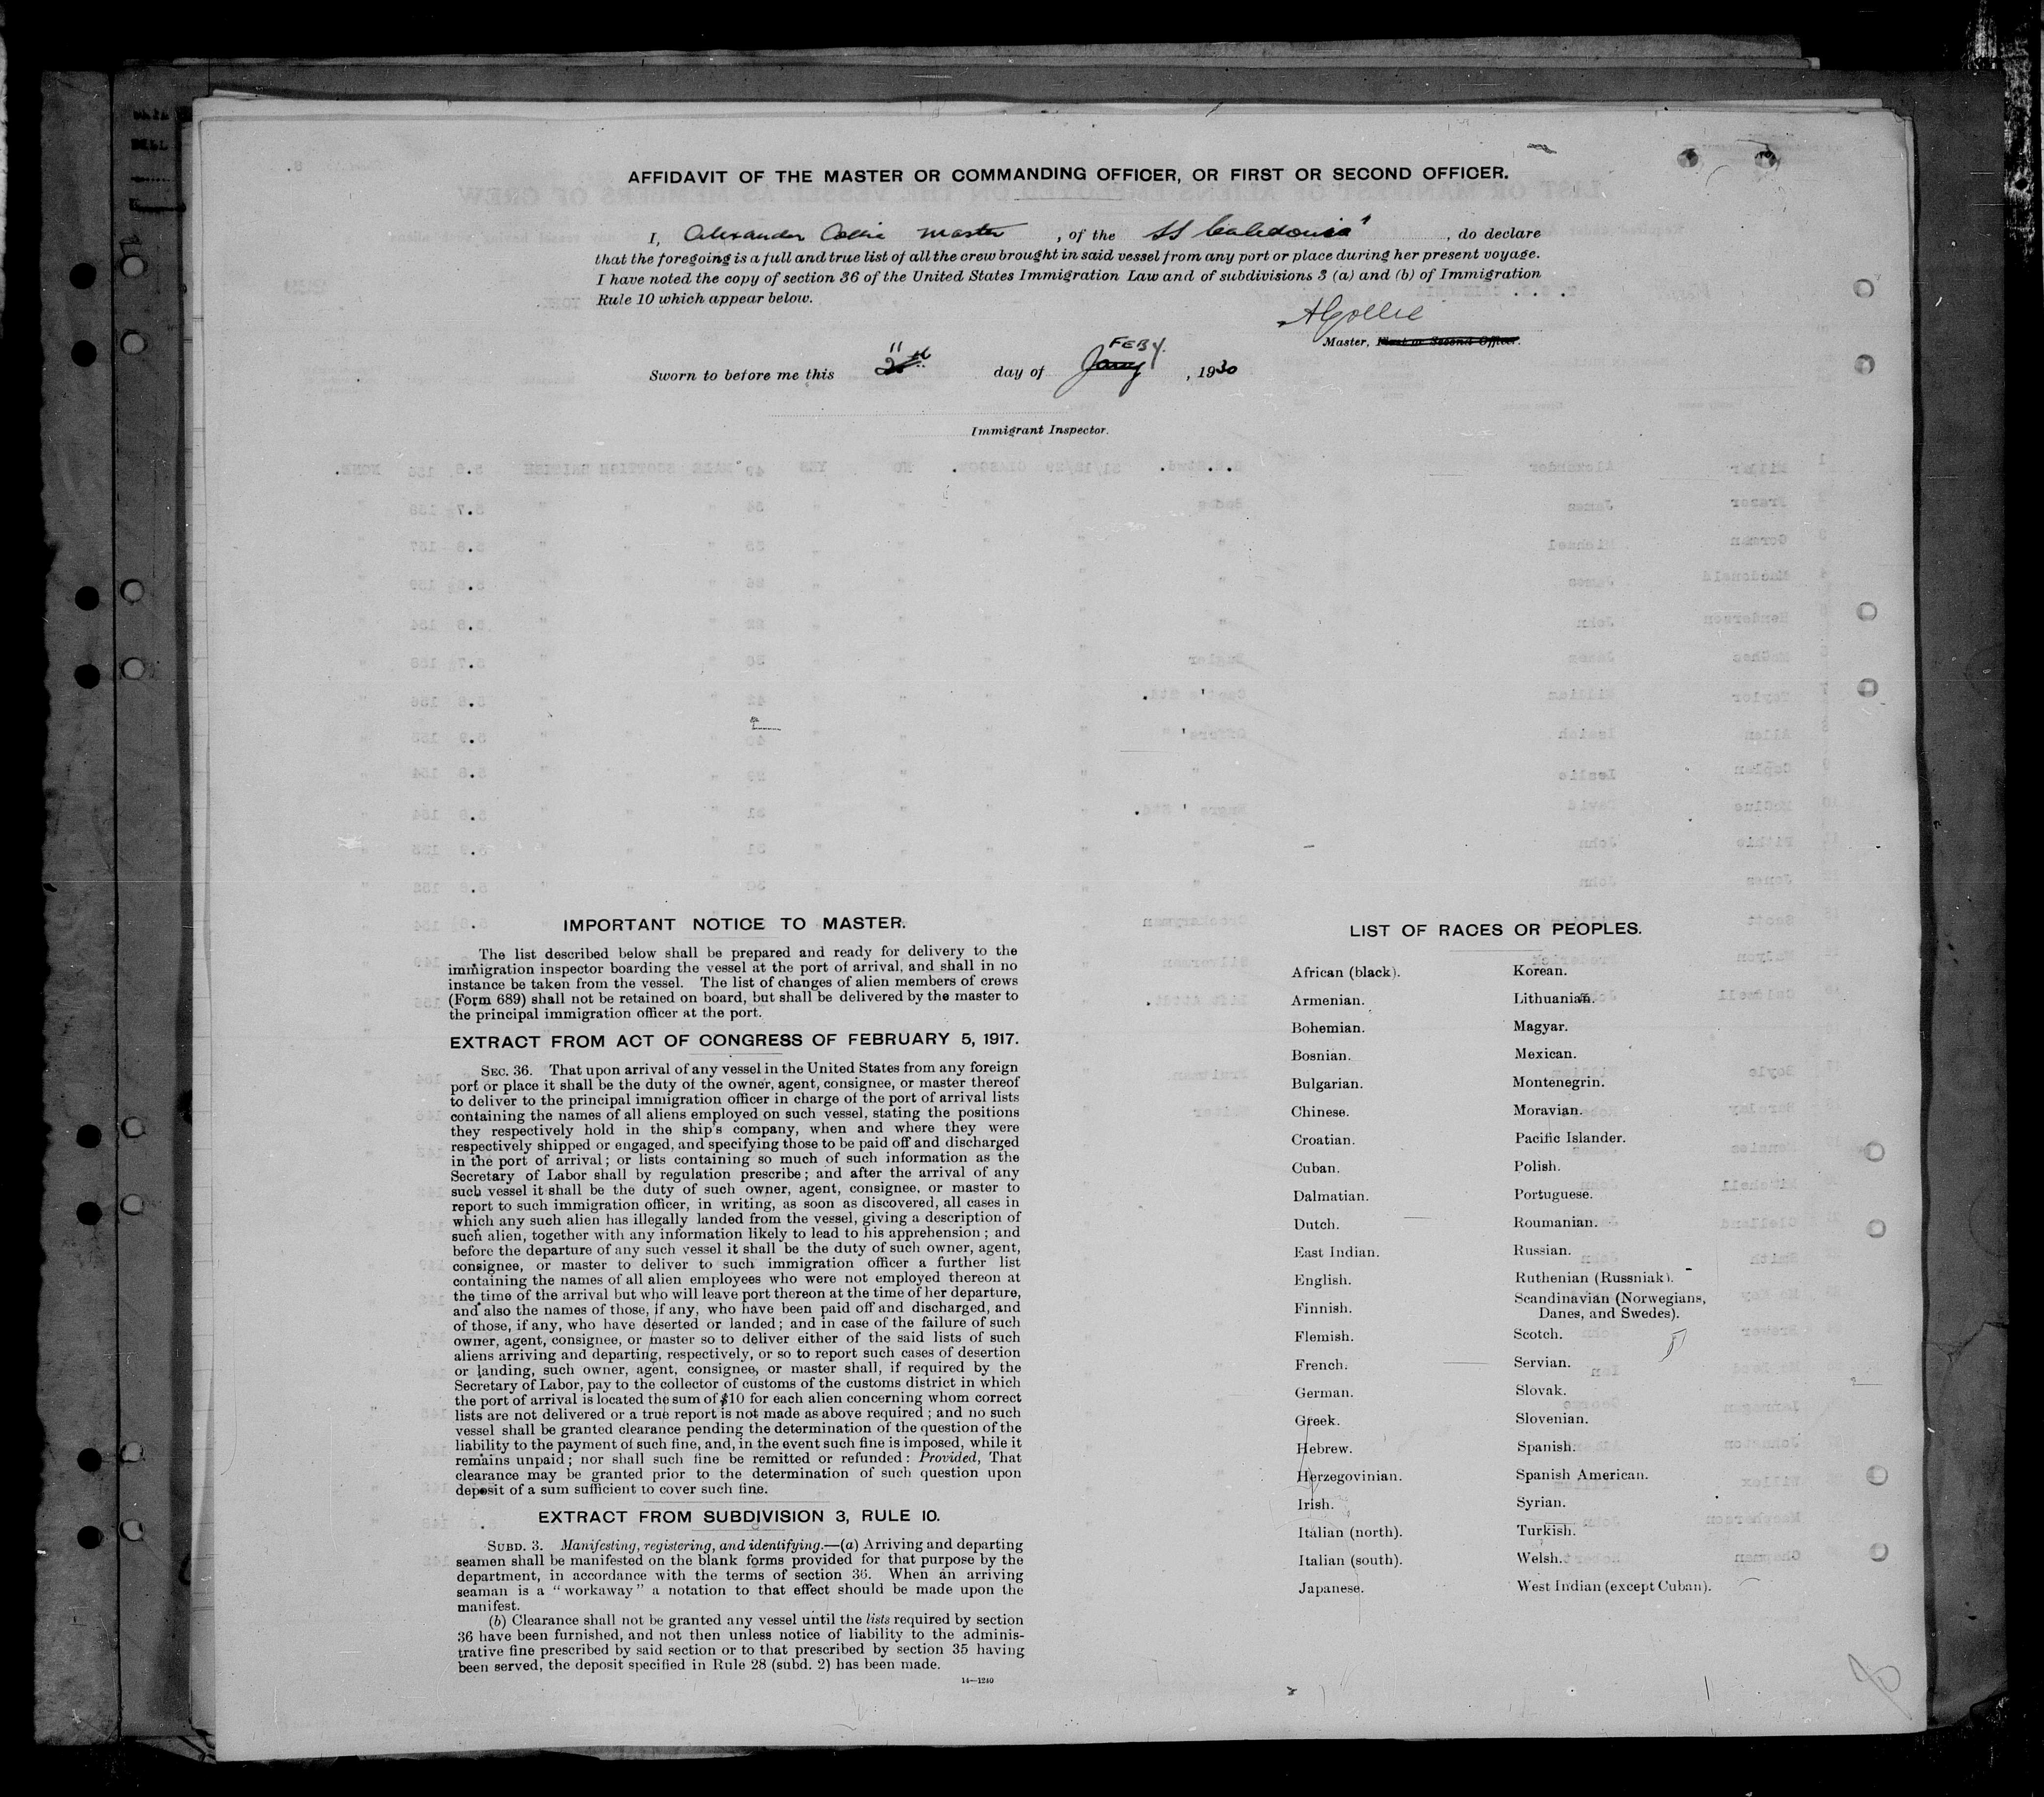 AFFIDAVIT OF THE MASTER OR COMMANDING OFFICER, OR FIRST OR SECOND OFFICER.
I, Alexander Collie Master, of the SS Caledonia, do declare
that the foregoing is a full and true list of all the crew brought in said vessel from any port or place during her present voyage.
I have noted the copy of section 36 of the United States Immigration Law and of subdivisions 3 (a) and (b) of Immigration
Rule 10 which appear below.
A Collie
Master, First or Second Officer.
11 FEBY.
Sworn to before me this day of Jany, 1930
Immigrant Inspector.
IMPORTANT NOTICE TO MASTER.
The list described below shall be prepared and ready for delivery to the
immigration inspector boarding the vessel at the port of arrival, and shall in no
instance be taken from the vessel. The list of changes of alien members of crews
(Form 689) shall not be retained on board, but shall be delivered by the master to
the principal immigration officer at the port.
EXTRACT FROM ACT OF CONGRESS OF FEBRUARY 5, 1917.
SEC. 36. That upon arrival of any vessel in the United States from any foreign
port or place it shall be the duty of the owner, agent, consignee, or master thereof
to deliver to the principal immigration officer in charge of the port of arrival lists
containing the names of all aliens employed on such vessel, stating the positions
they respectively hold in the ship's company, when and where they were
respectively shipped or engaged, and specifying those to be paid off and discharged
in the port of arrival; or lists containing so much of such information as the
Secretary of Labor shall by regulation prescribe; and after the arrival of any
such vessel it shall be the duty of such owner, agent, consignee, or master to
report to such immigration officer, in writing, as soon as discovered, all cases in
which any such alien has illegally landed from the vessel, giving a description of
such alien, together with any information likely to lead to his apprehension; and
before the departure of any such vessel it shall be the duty of such owner, agent,
consignee, or master to deliver to such immigration officer a further list
containing the names of all alien employees who were not employed thereon at
the time of the arrival but who will leave port thereon at the time of her departure,
and also the names of those, if any, who have been paid off and discharged, and
of those, if any, who have deserted or landed; and in case of the failure of such
owner, agent, consignee, or master so to deliver either of the said lists of such
aliens arriving and departing, respectively, or so to report such cases of desertion
or landing, such owner, agent, consignee, or master shall, if required by the
Secretary of Labor, pay to the collector of customs of the customs district in which
the port of arrival is located the sum of $10 for each alien concerning whom correct
lists are not delivered or a true report is not made as above required; and no such
vessel shall be granted clearance pending the determination of the question of the
liability to the payment of such fine, and, in the event such fine is imposed, while it
remains unpaid; nor shall such fine be remitted or refunded: Provided, That
clearance may be granted prior to the determination of such question upon
deposit of a sum sufficient to cover such fine.
EXTRACT FROM SUBDIVISION 3, RULE 10.
SUBD. 3. Manifesting, registering, and identifying.—(a) Arriving and departing
seamen shall be manifested on the blank forms provided for that purpose by the
department, in accordance with the terms of section 36. When an arriving
seaman is a "workaway" a notation to that effect should be made upon the
manifest.
(b) Clearance shall not be granted any vessel until the lists required by section
36 have been furnished, and not then unless notice of liability to the adminis-
trative fine prescribed by said section or to that prescribed by section 35 having
been served, the deposit specified in Rule 28 (subd. 2) has been made.
14—1240
LIST OF RACES OR PEOPLES.
African (black).
Armenian.
Bohemian.
Bosnian.
Bulgarian.
Chinese.
Croatian.
Cuban.
Dalmatian.
Dutch.
East Indian.
English.
Finnish.
Flemish.
French.
German.
Greek.
Hebrew.
Herzegovinian.
Irish.
Italian (north).
Italian (south).
Japanese.
Korean.
Lithuanian.
Magyar.
Mexican.
Montenegrin.
Moravian.
Pacific Islander.
Polish.
Portuguese.
Roumanian.
Russian.
Ruthenian (Russniak).
Scandinavian (Norwegians,
Danes, and Swedes).
Scotch.
Servian.
Slovak.
Slovenian.
Spanish.
Spanish American.
Syrian.
Turkish.
Welsh.
West Indian (except Cuban).